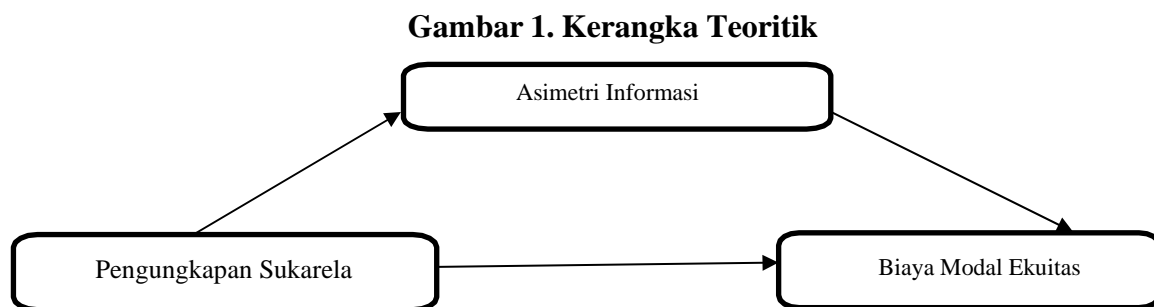 Gambar 1. Kerangka Teoritik
Asimetri Informasi
Pengungkapan Sukarela
Biaya Modal Ekuitas